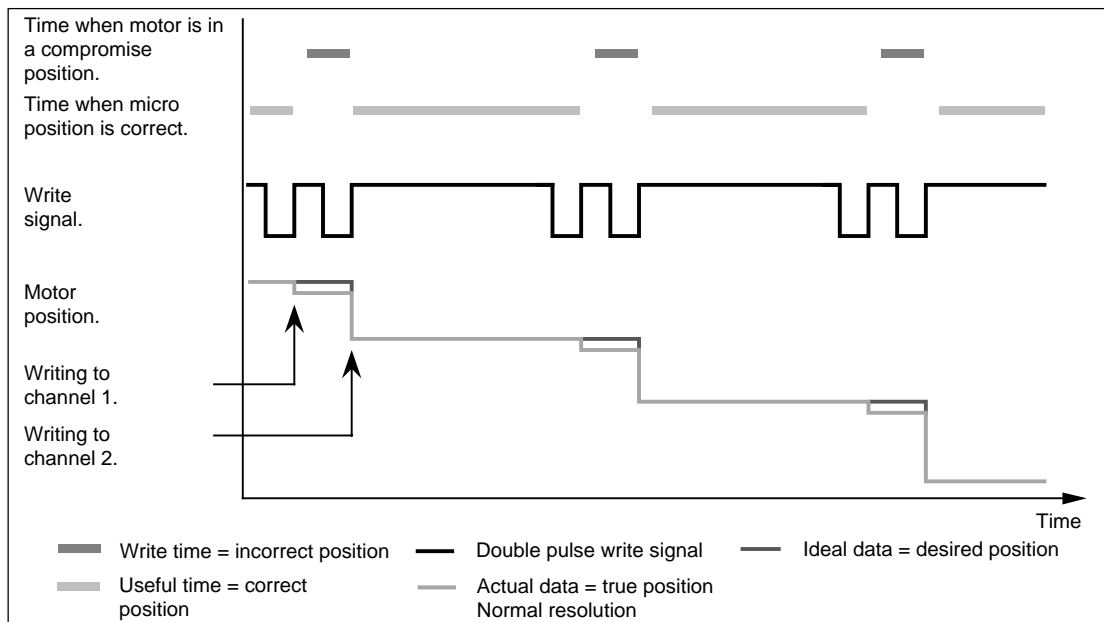 Time when motor is in
a compromise
position.
Time when micro
position is correct.
Write
signal.
Motor
position.
Writing to
channel 1.
Writing to
channel 2.
Time
Write time = incorrect position
Double pulse write signal
Ideal data = desired position
Useful time = correct
position
Actual data = true position
Normal resolution